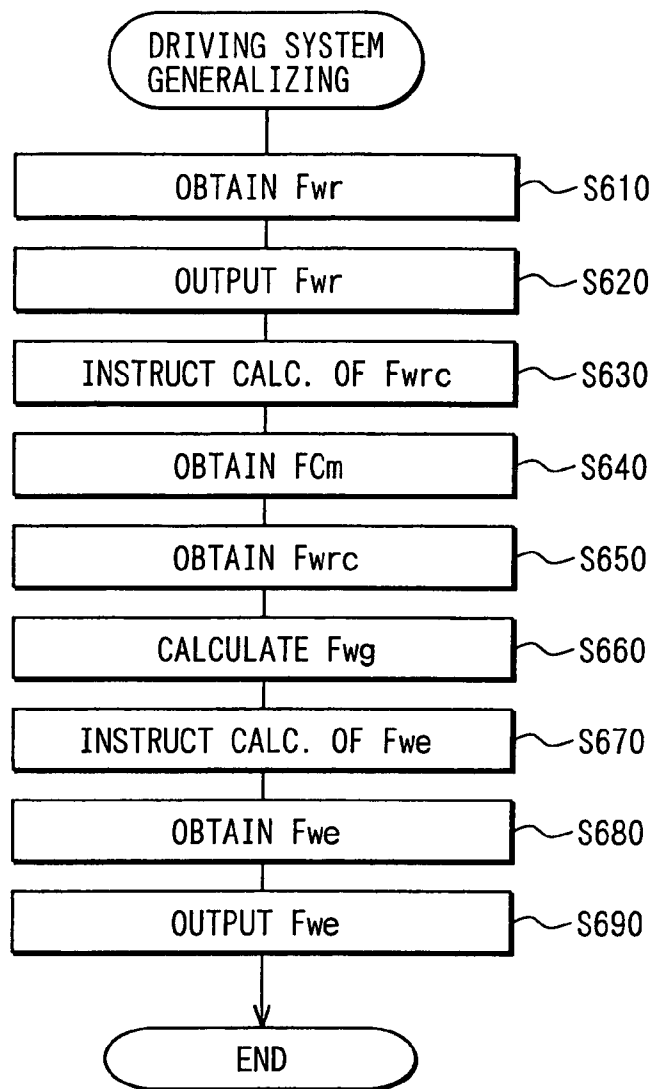 DRIVING SYSTEM
GENERALIZING
OBTAIN Fwr
S610
OUTPUT Fwr
S620
INSTRUCT CALC. OF Fwrc
S630
OBTAIN FCm
S640
OBTAIN Fwrc
S650
CALCULATE Fwg
S660
INSTRUCT CALC. OF Fwe
S670
OBTAIN Fwe
S680
OUTPUT Fwe
S690
END